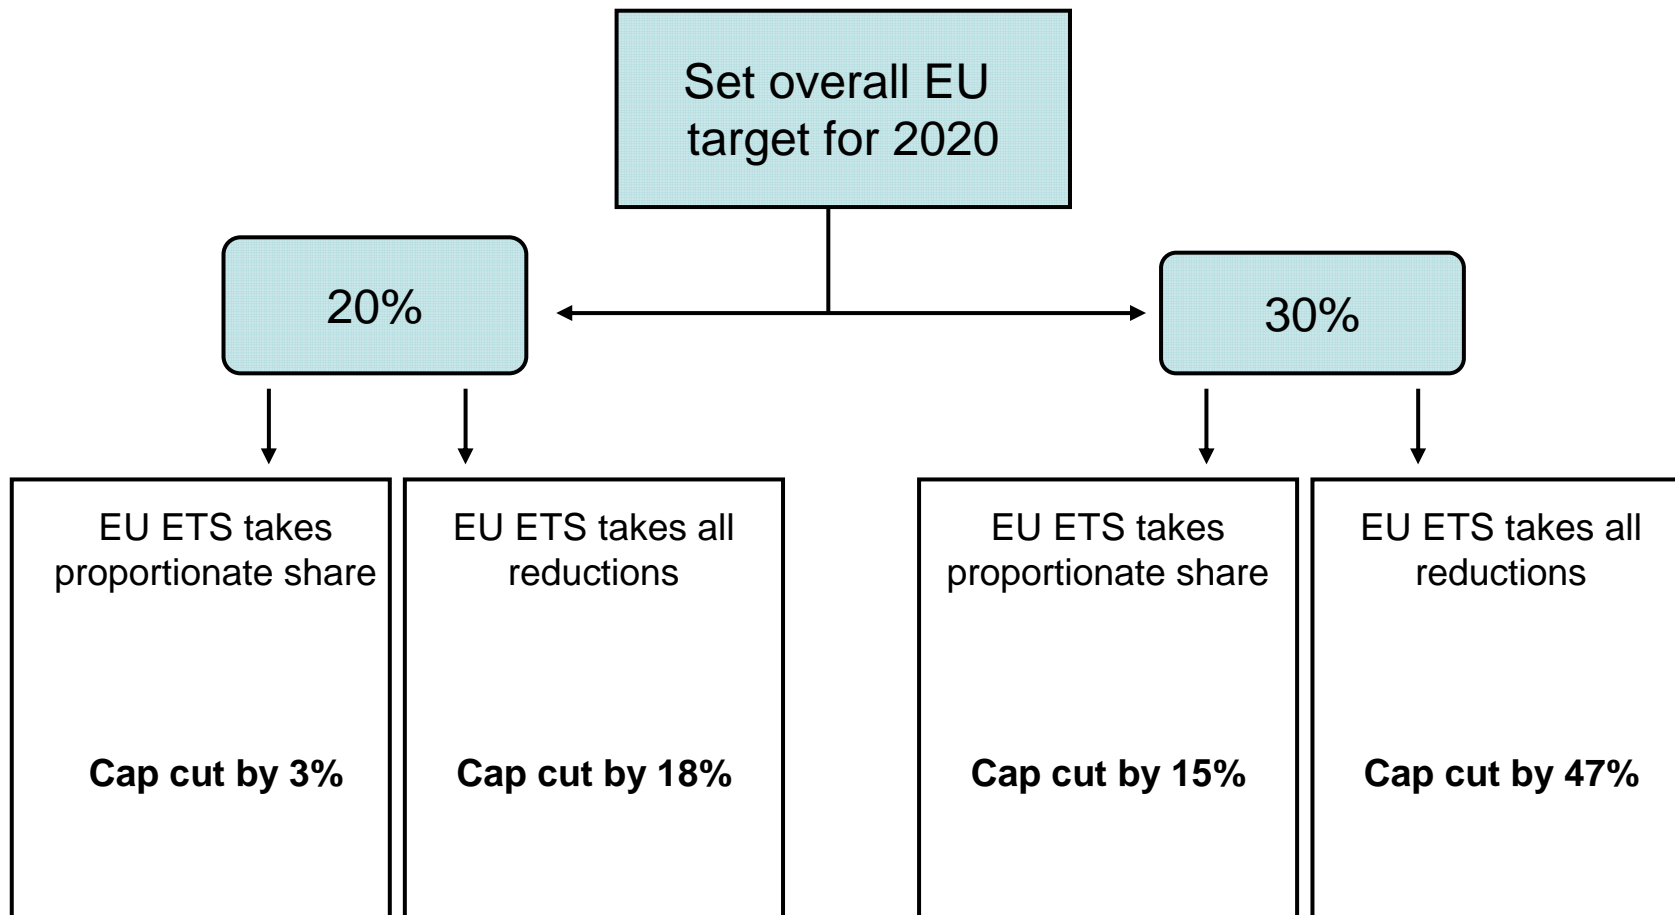 Set overall EU
target for 2020
20%
30%
EU ETS takes
proportionate share
Cap cut by 3%
EU ETS takes all
reductions
Cap cut by 18%
EU ETS takes
proportionate share
Cap cut by 15%
EU ETS takes all
reductions
Cap cut by 47%